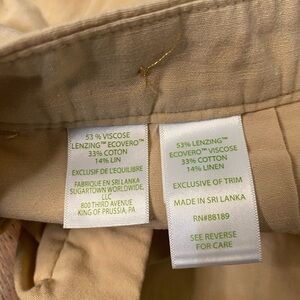 53 % VISCOSE
LENZING™
ECOVERO™
33% COTTON
14% LIN
EXCLUSIF DE L'EQUILIBRE
FABRIQUE EN SRI LANKA
SUGARTOWN WORLDWIDE,
LLC
800 THIRD AVENUE
KING OF PRUSSIA, PA
53% LENZING™
ECOVERO™ VISCOSE
33% COTTON
14% LINEN
EXCLUSIVE OF TRIM
MADE IN SRI LANKA
RN#86189
SEE REVERSE
FOR CARE